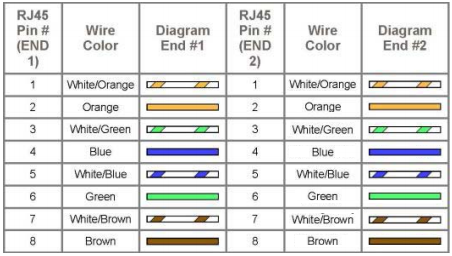 RJ45 Pin # (END 1) Wire Color Diagram End #1 RJ45 Pin # (END 2) Wire Color Diagram End #2
1 White/Orange 1 White/Orange
2 Orange 2 Orange
3 White/Green 3 White/Green
4 Blue 4 Blue
5 White/Blue 5 White/Blue
6 Green 6 Green
7 White/Brown 7 White/Brown
8 Brown 8 Brown